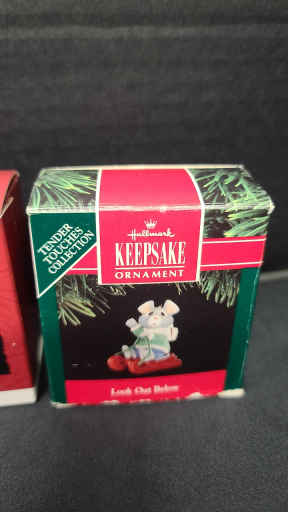 TENDER
TOUCHES
COLLECTION
Hallmark
KEEPSAKE
ORNAMENT
Look Out Below